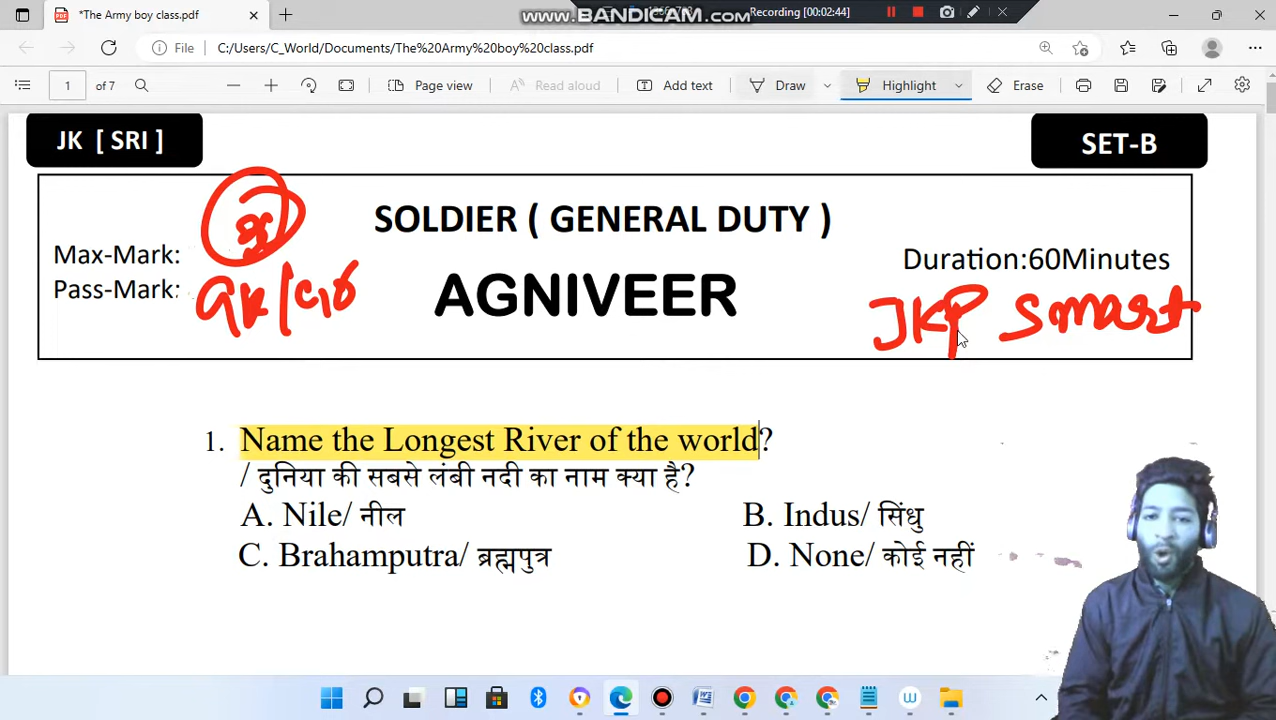 *The Army boy class.pdf
www.BANDICAM.com
Recording [00:02:44]
File
C:/Users/C_World/Documents/The%20Army%20boy%20class.pdf
1 of 7
Page view
Read aloud
Add text
Draw
Highlight
Erase
JK [ SRI ]
SET-B
SOLDIER ( GENERAL DUTY )
Max-Mark:
Duration:60Minutes
Pass-Mark:
AGNIVEER
JKP Smart
1. Name the Longest River of the world?
/ दुनिया की सबसे लंबी नदी का नाम क्या है?
A. Nile/ नील
B. Indus/ सिंधु
C. Brahamputra/ ब्रह्मपुत्र
D. None/ कोई नहीं